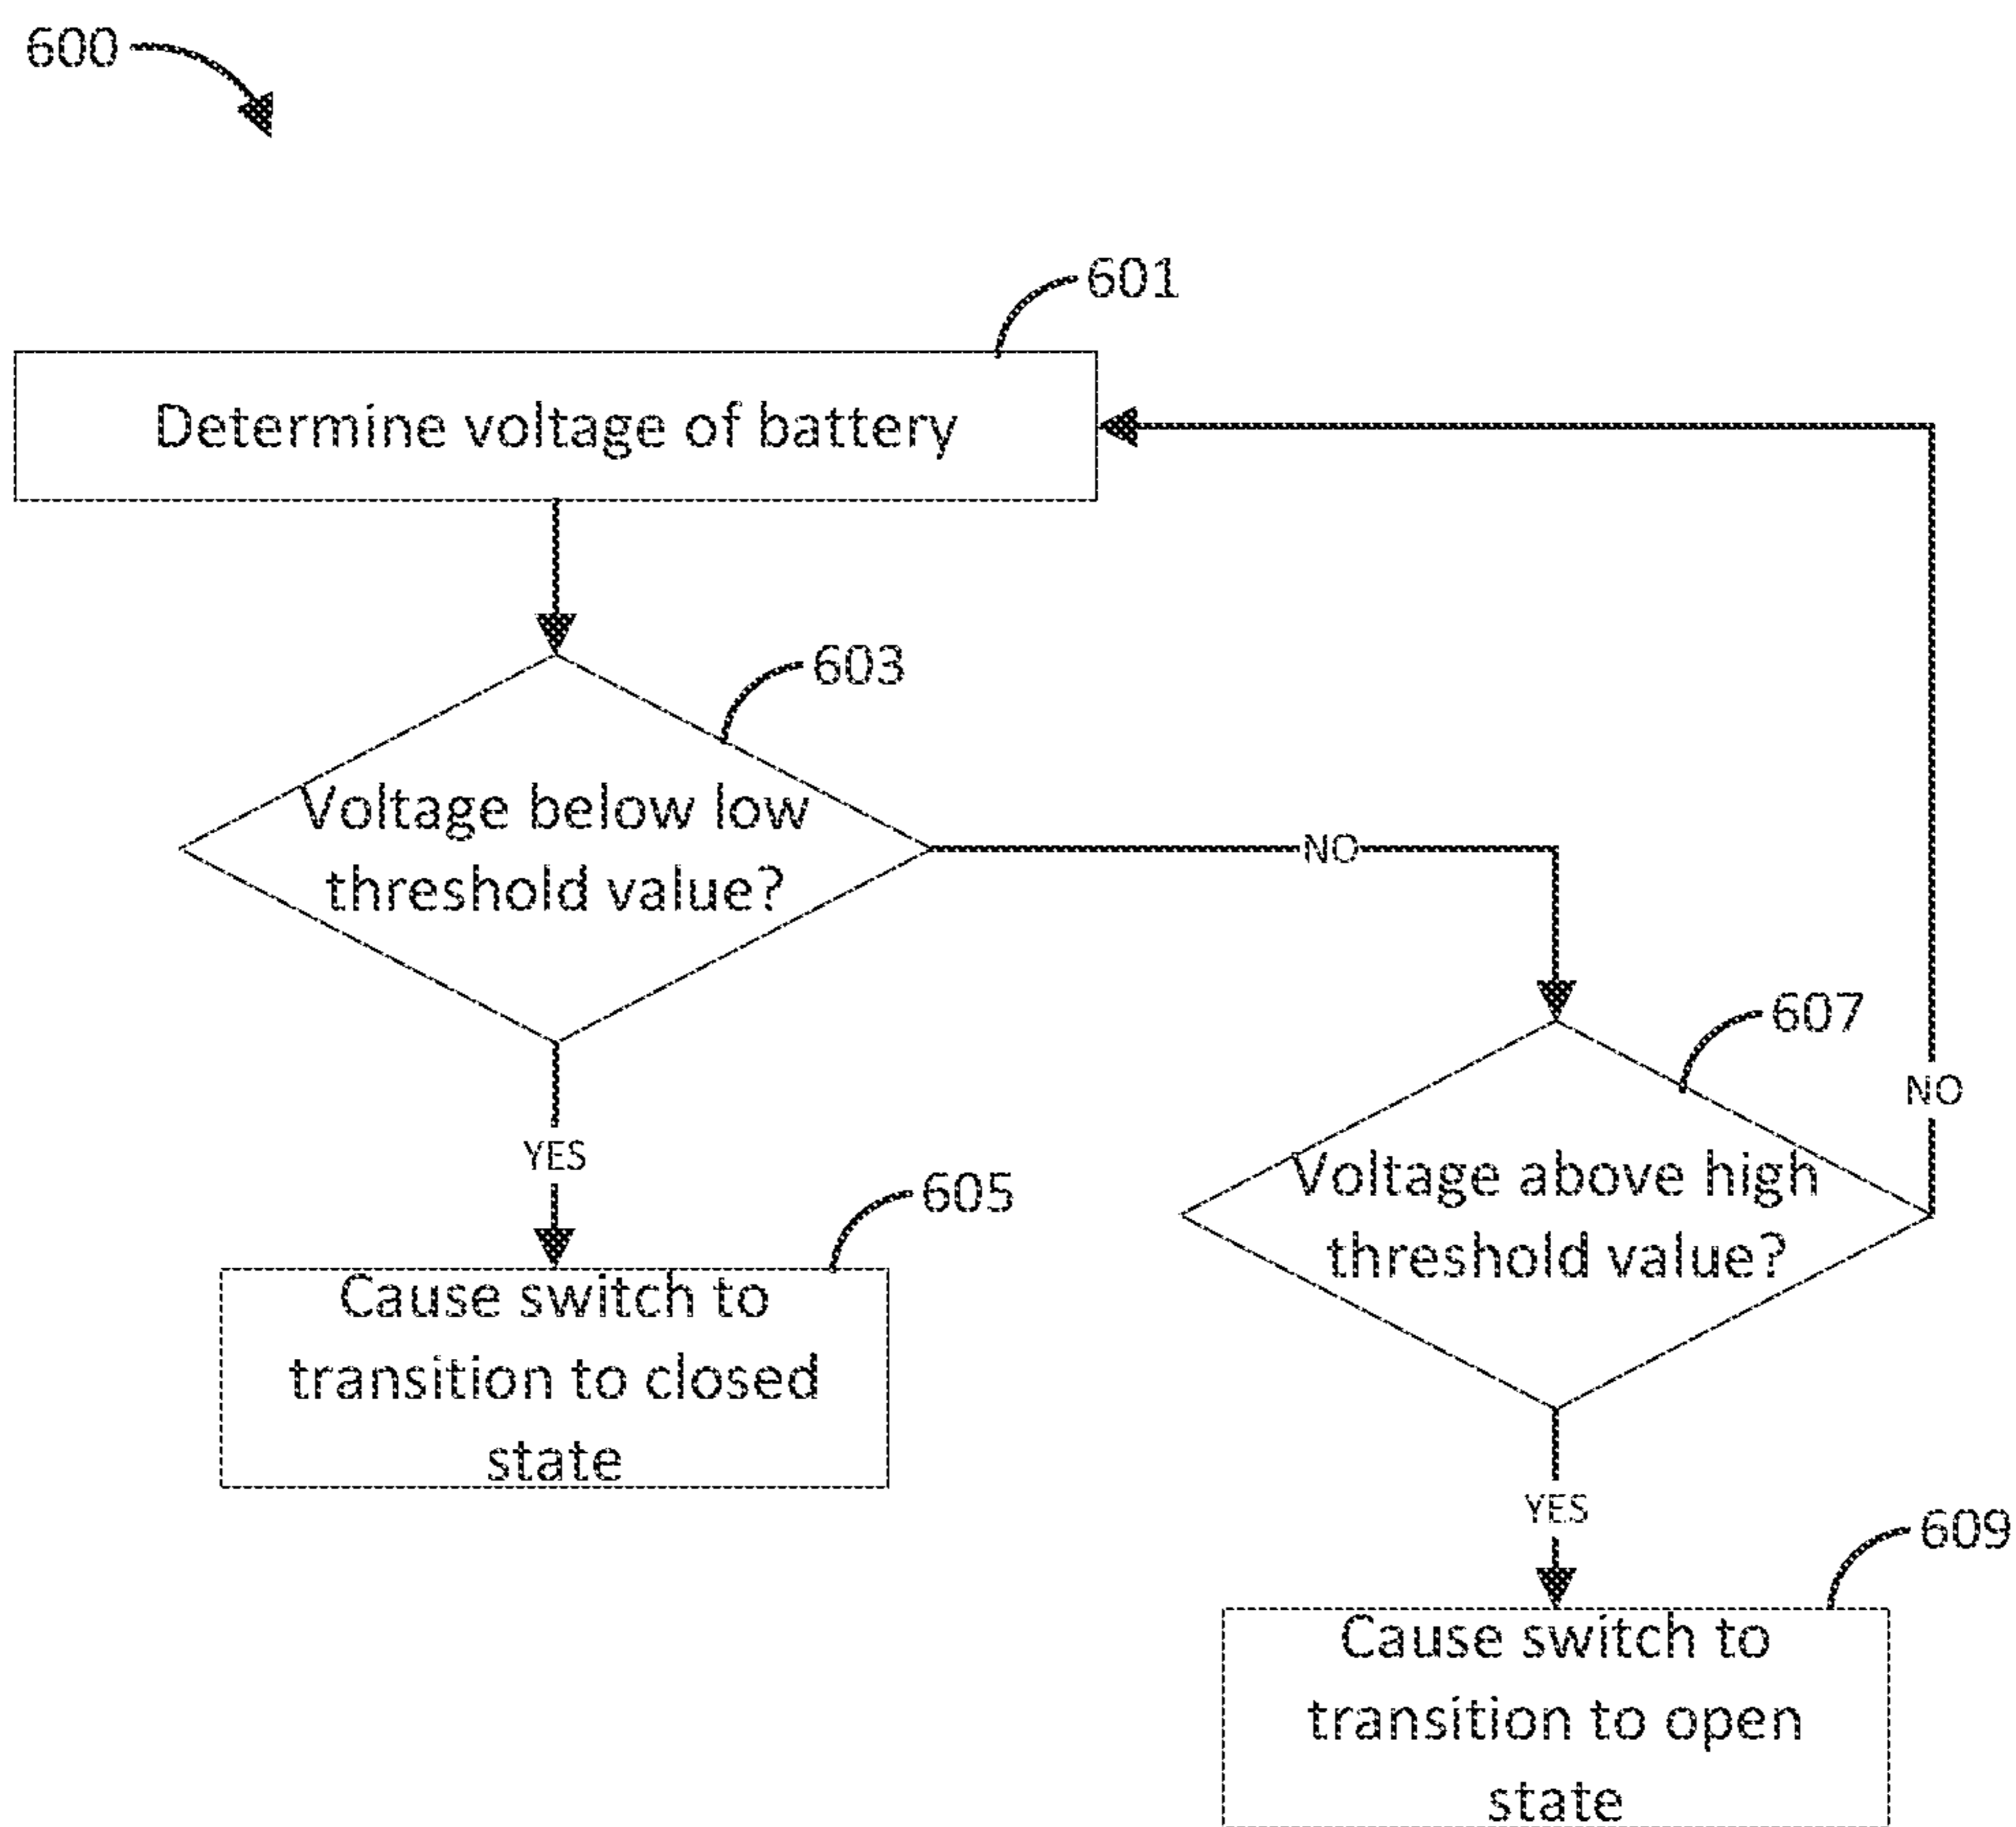 600
601
Determine voltage of battery
603
Voltage below low
threshold value?
NO
607
NO
YES
Voltage above high
threshold value?
605
Cause switch to
transition to closed
state
YES
609
Cause switch to
transition to open
state